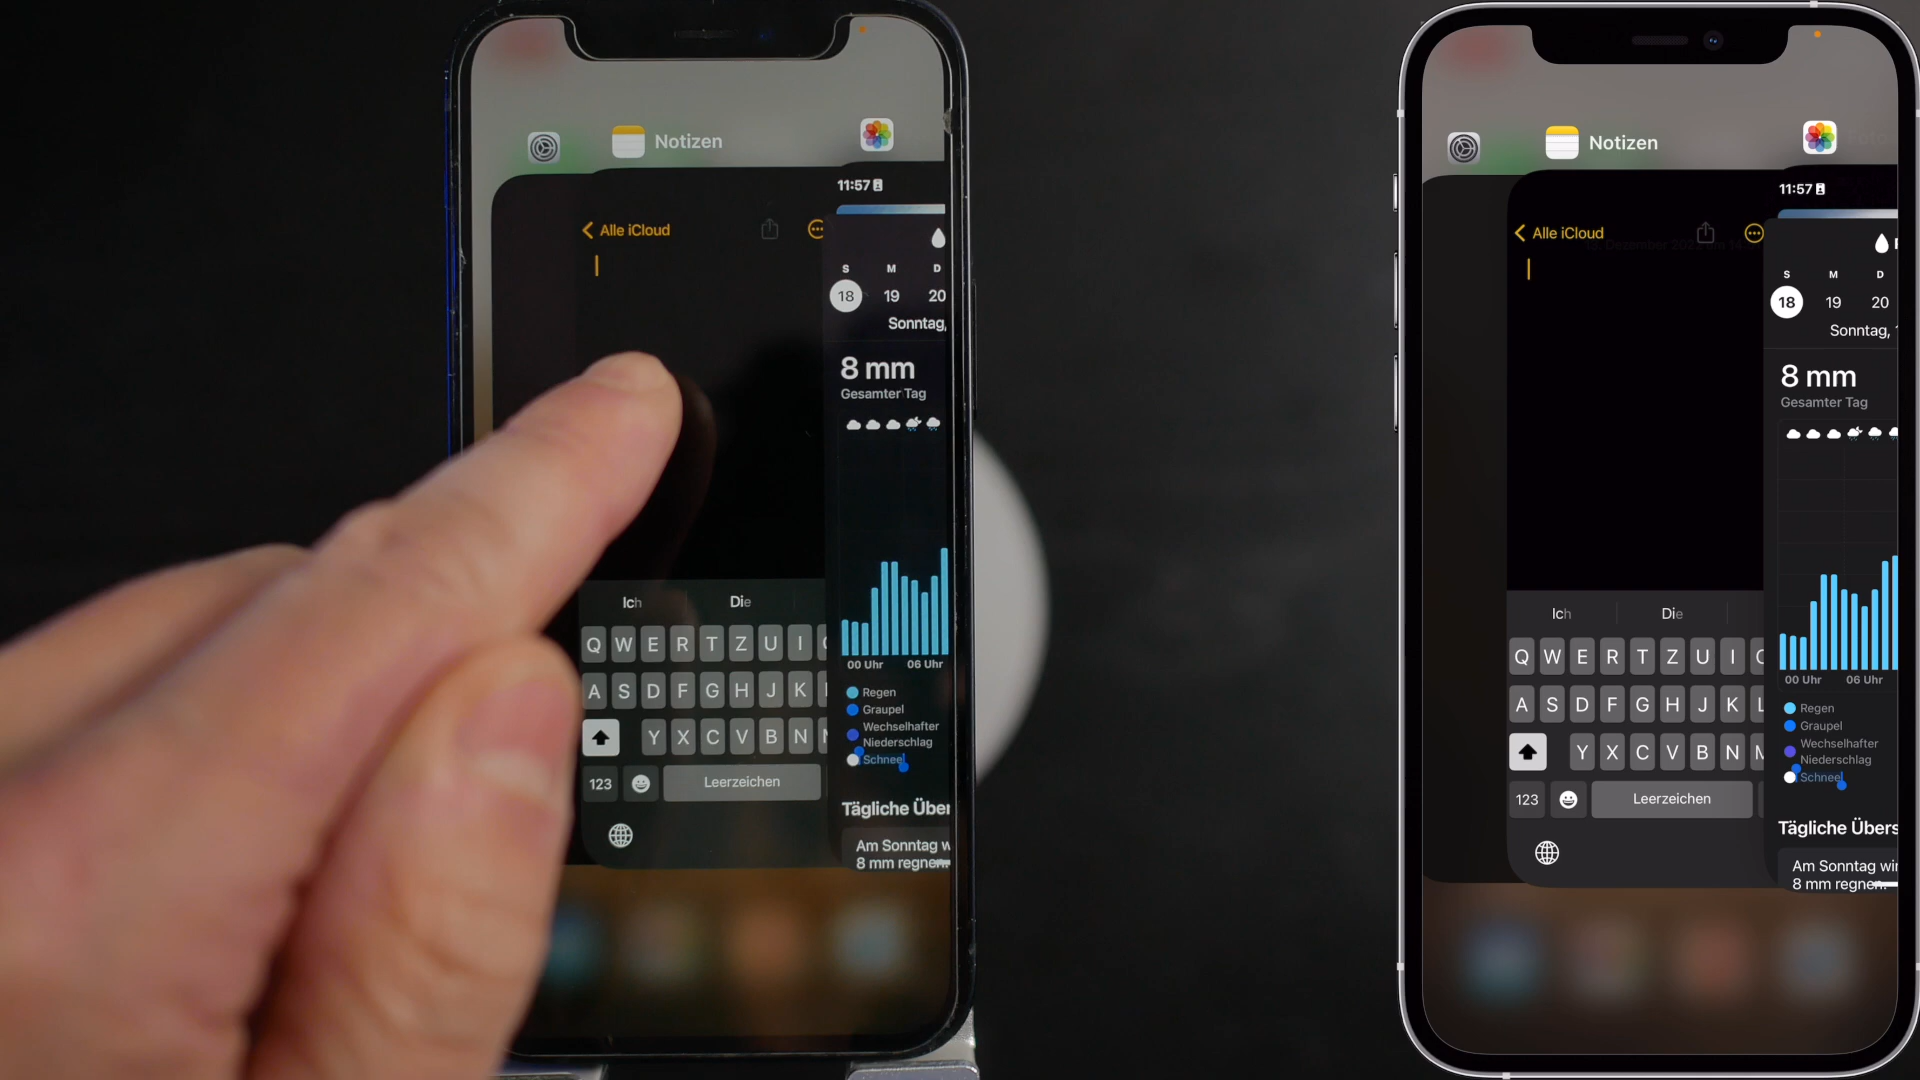 Notizen
11:57
Alle iCloud
S M D
18 19 20
Sonntag,
8 mm
Gesamter Tag
00 Uhr 06 Uhr
Regen
Graupel
Wechselhafter
Niederschlag
Schnee
Tägliche Über
Am Sonntag w
8 mm regnen.
Ich Die
Q W E R T Z U I
A S D F G H J K
Y X C V B N
123 Leerzeichen
Notizen
11:57
Alle iCloud
S M D
18 19 20
Sonntag,
8 mm
Gesamter Tag
00 Uhr 06 Uhr
Regen
Graupel
Wechselhafter
Niederschlag
Schnee
Tägliche Übers
Am Sonntag wir
8 mm regnen.
Ich Die
Q W E R T Z U I
A S D F G H J K L
Y X C V B N M
123 Leerzeichen